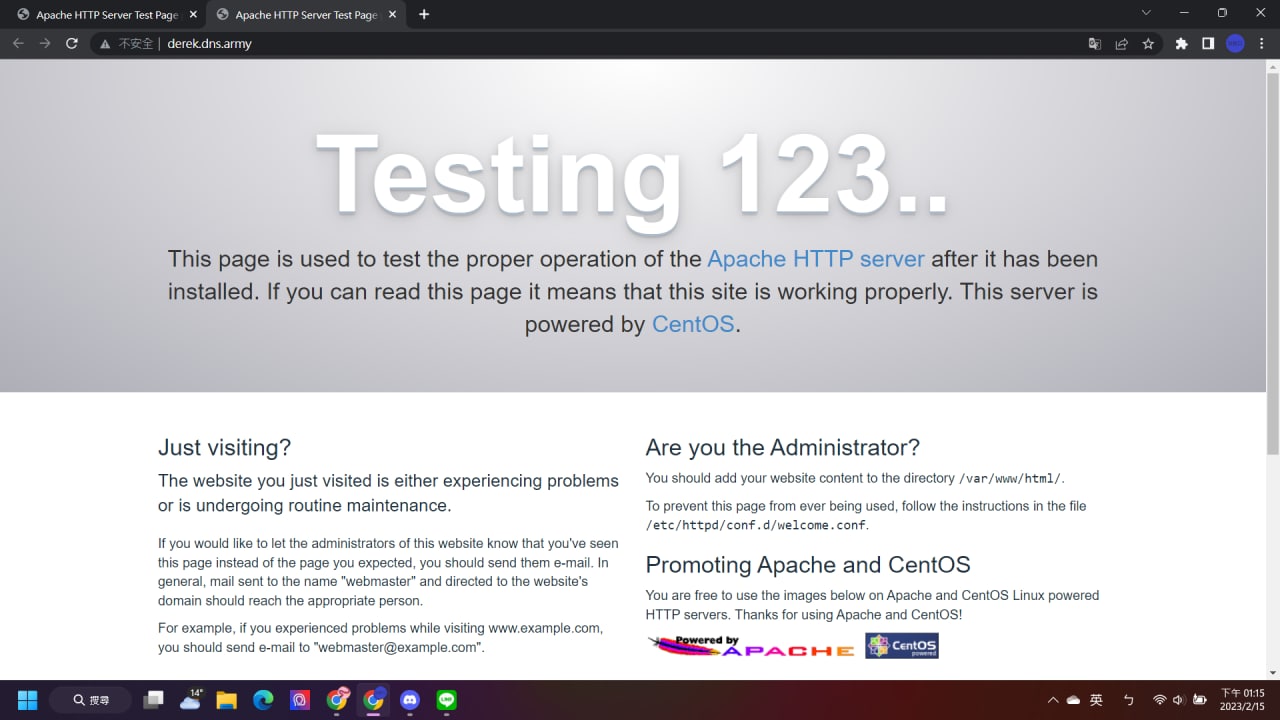 Apache HTTP Server Test Page
Apache HTTP Server Test Page
不安全 derek.dns.army
Testing 123..
This page is used to test the proper operation of the Apache HTTP server after it has been
installed. If you can read this page it means that this site is working properly. This server is
powered by CentOS.
Just visiting?
The website you just visited is either experiencing problems
or is undergoing routine maintenance.
If you would like to let the administrators of this website know that you've seen
this page instead of the page you expected, you should send them e-mail. In
general, mail sent to the name "webmaster" and directed to the website's
domain should reach the appropriate person.
For example, if you experienced problems while visiting www.example.com,
you should send e-mail to "webmaster@example.com".
Are you the Administrator?
You should add your website content to the directory /var/www/html/.
To prevent this page from ever being used, follow the instructions in the file
/etc/httpd/conf.d/welcome.conf.
Promoting Apache and CentOS
You are free to use the images below on Apache and CentOS Linux powered
HTTP servers. Thanks for using Apache and CentOS!
Powered by
APACHE
CentOS
powered
搜尋
14°
LINE
英
ㄅ
下午 01:15
2023/2/15